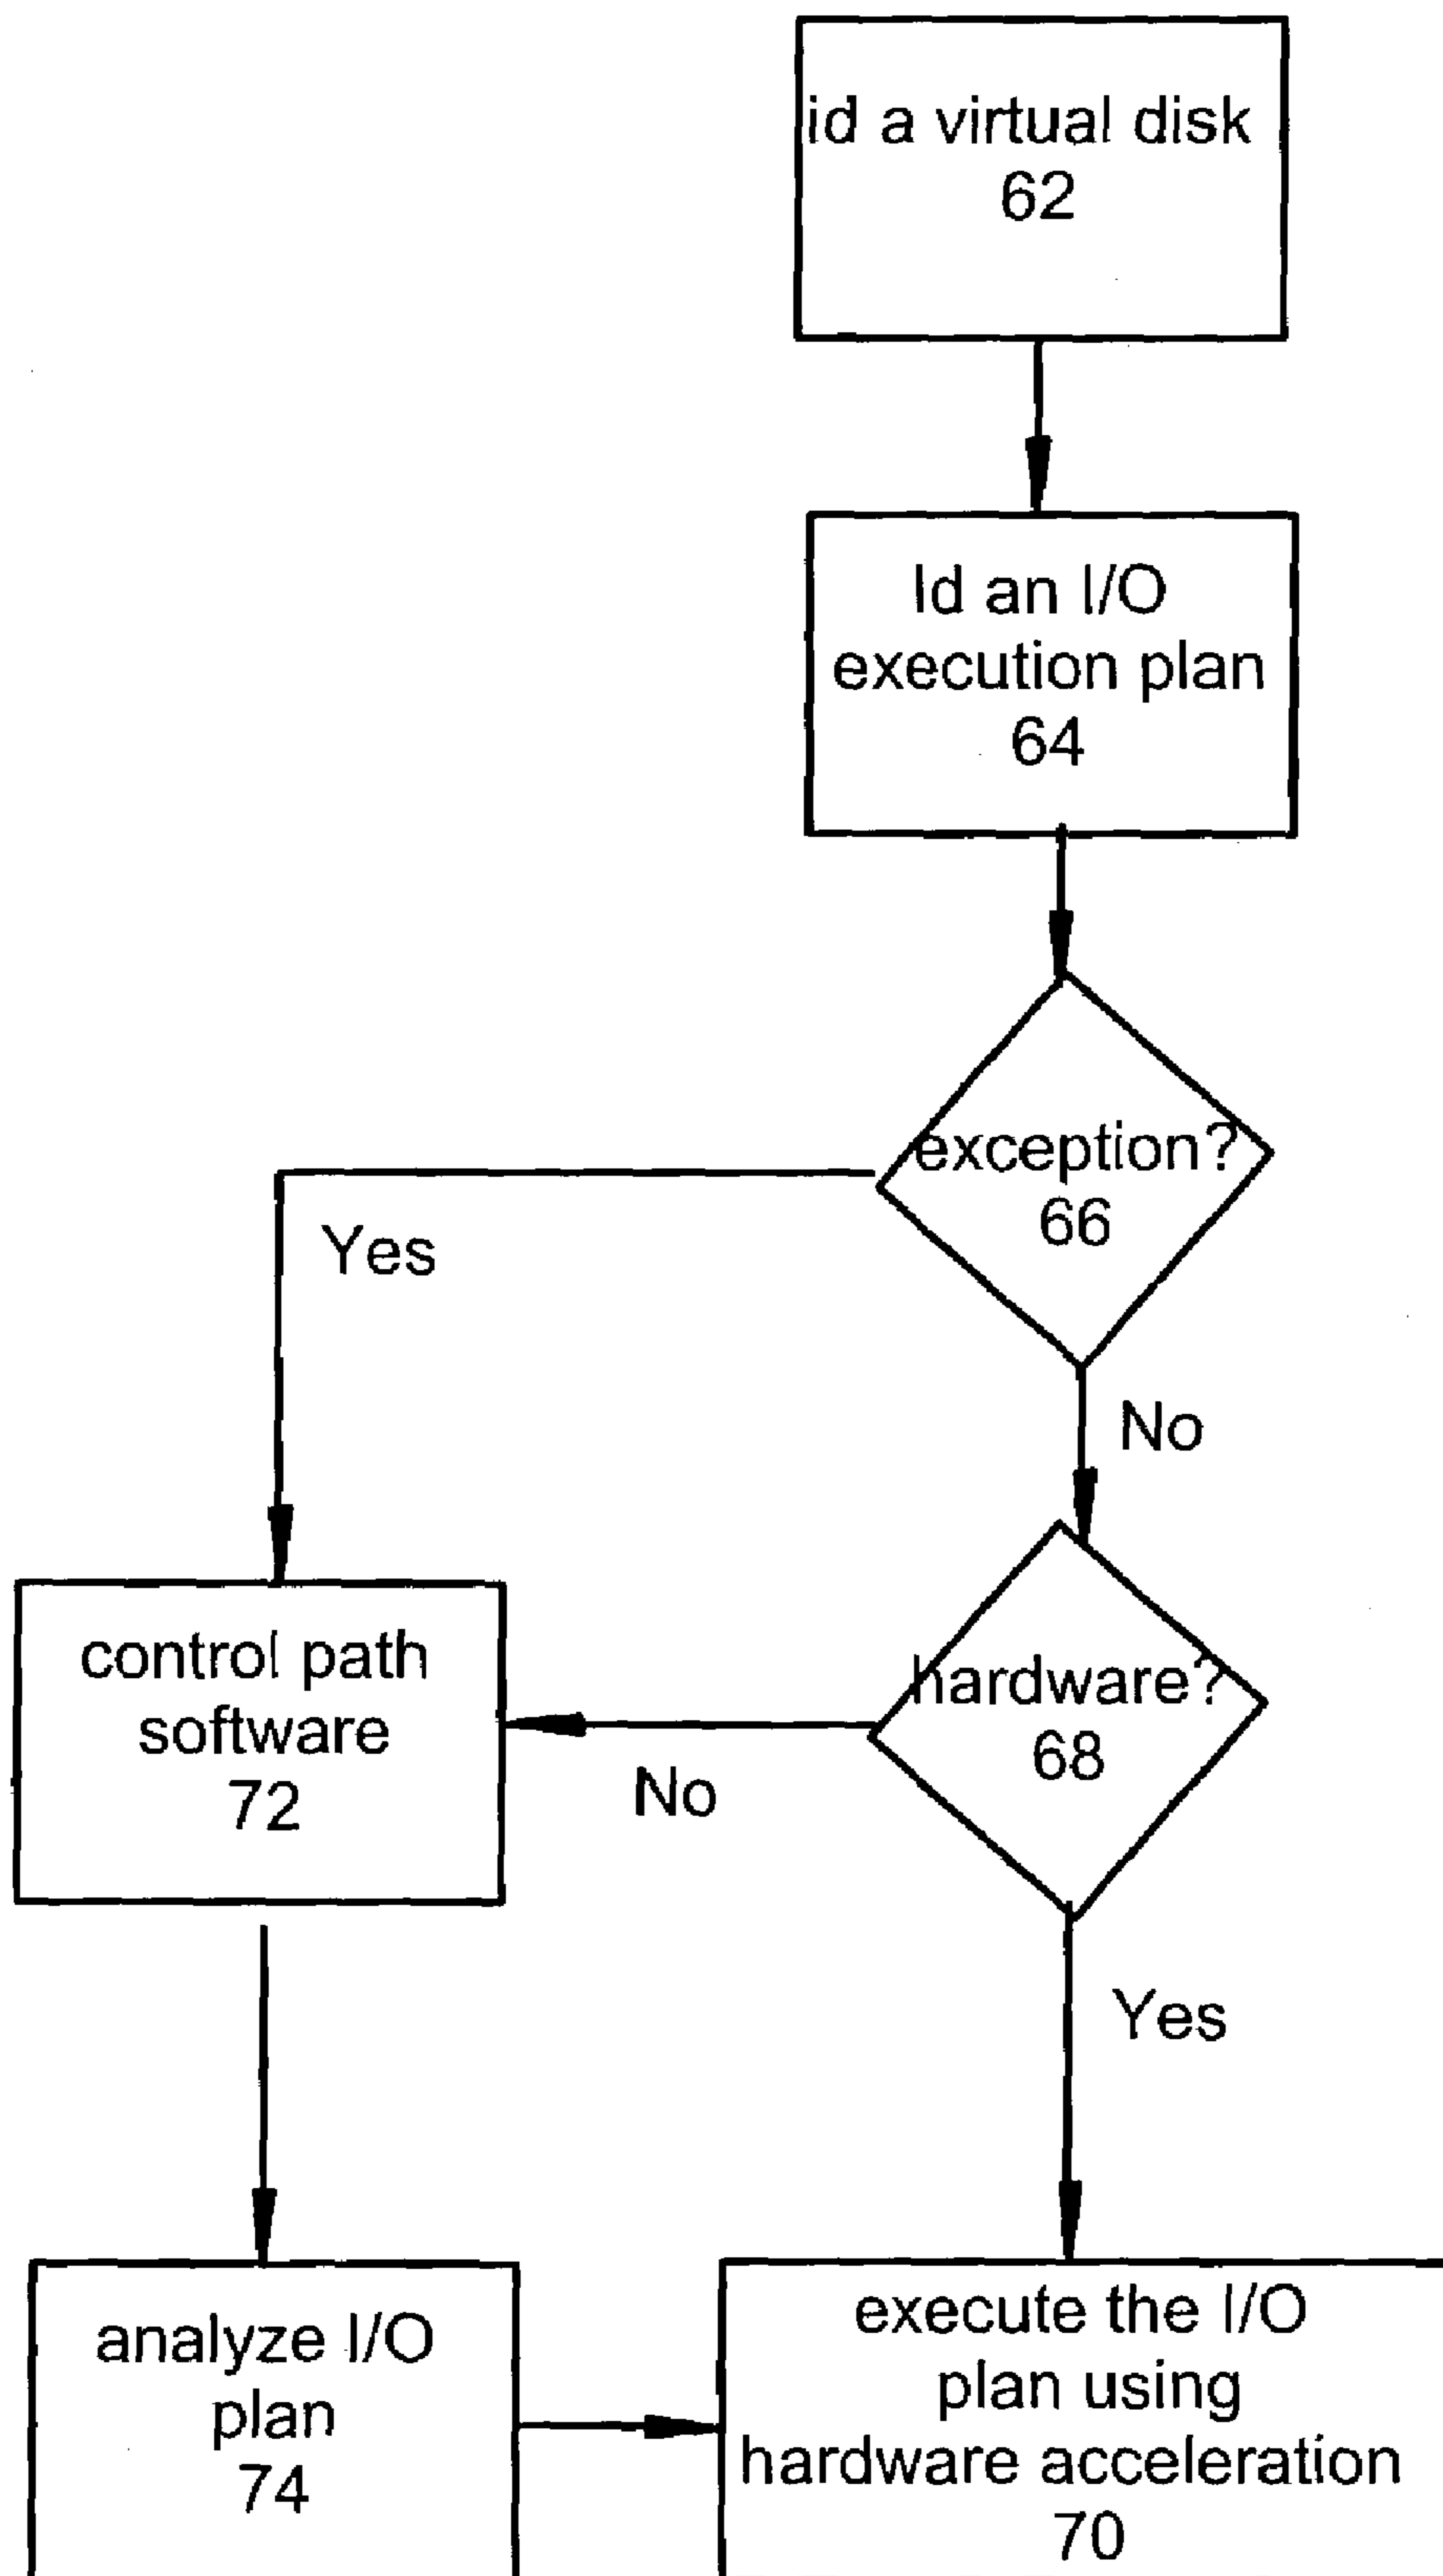 id a virtual disk
62
Id an I/O
execution plan
64
exception?
66
Yes
No
control path
software
72
hardware?
68
No
Yes
analyze I/O
plan
74
execute the I/O
plan using
hardware acceleration
70